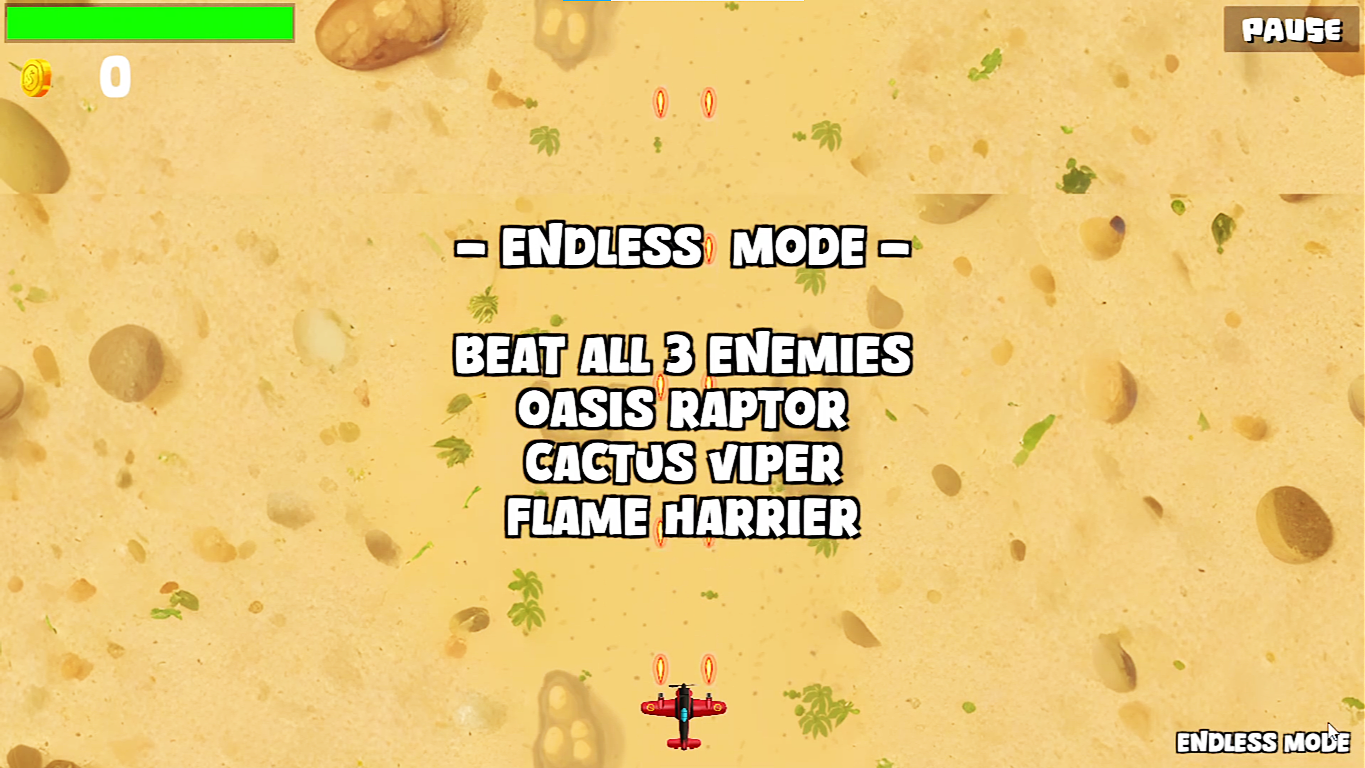 PAUSE
0
- ENDLESS MODE -
BEAT ALL 3 ENEMIES
OASIS RAPTOR
CACTUS VIPER
FLAME HARRIER
ENDLESS MODE